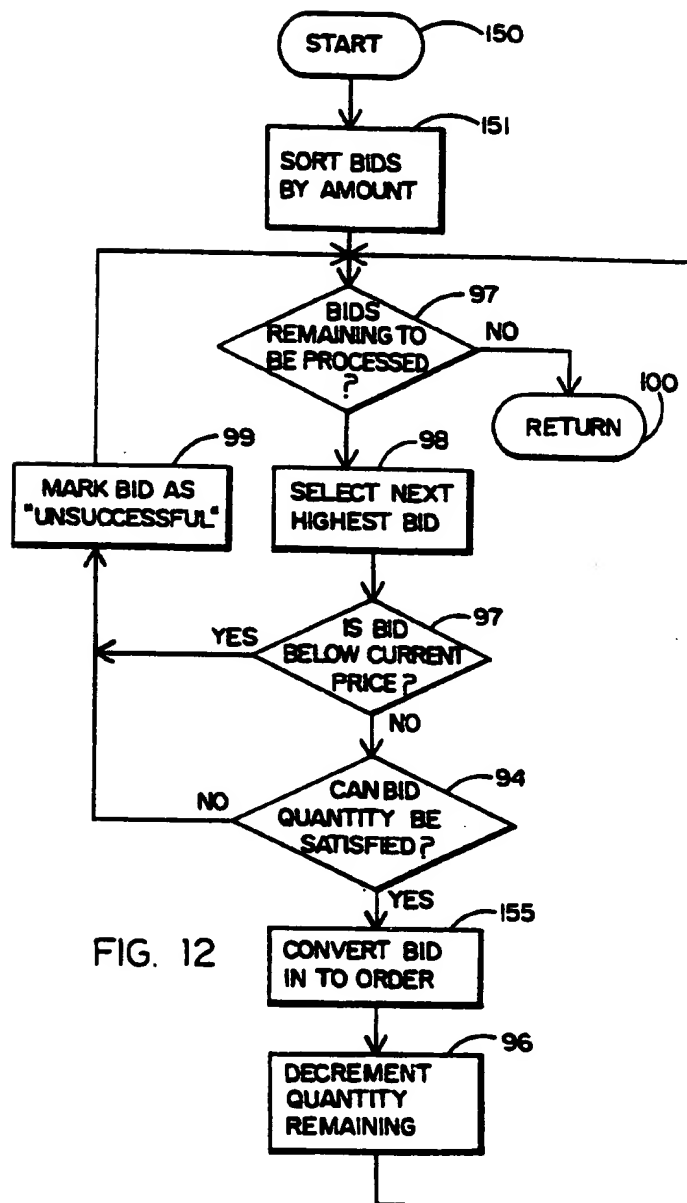 START
150
151
SORT BIDS
BY AMOUNT
97
BIDS
REMAINING TO
BE PROCESSED
?
NO
RETURN
100
99
MARK BID AS
"UNSUCCESSFUL"
98
SELECT NEXT
HIGHEST BID
97
IS BID
BELOW CURRENT
PRICE?
YES
NO
94
CAN BID
QUANTITY BE
SATISFIED?
NO
YES
155
CONVERT BID
IN TO ORDER
FIG. 12
96
DECREMENT
QUANTITY
REMAINING